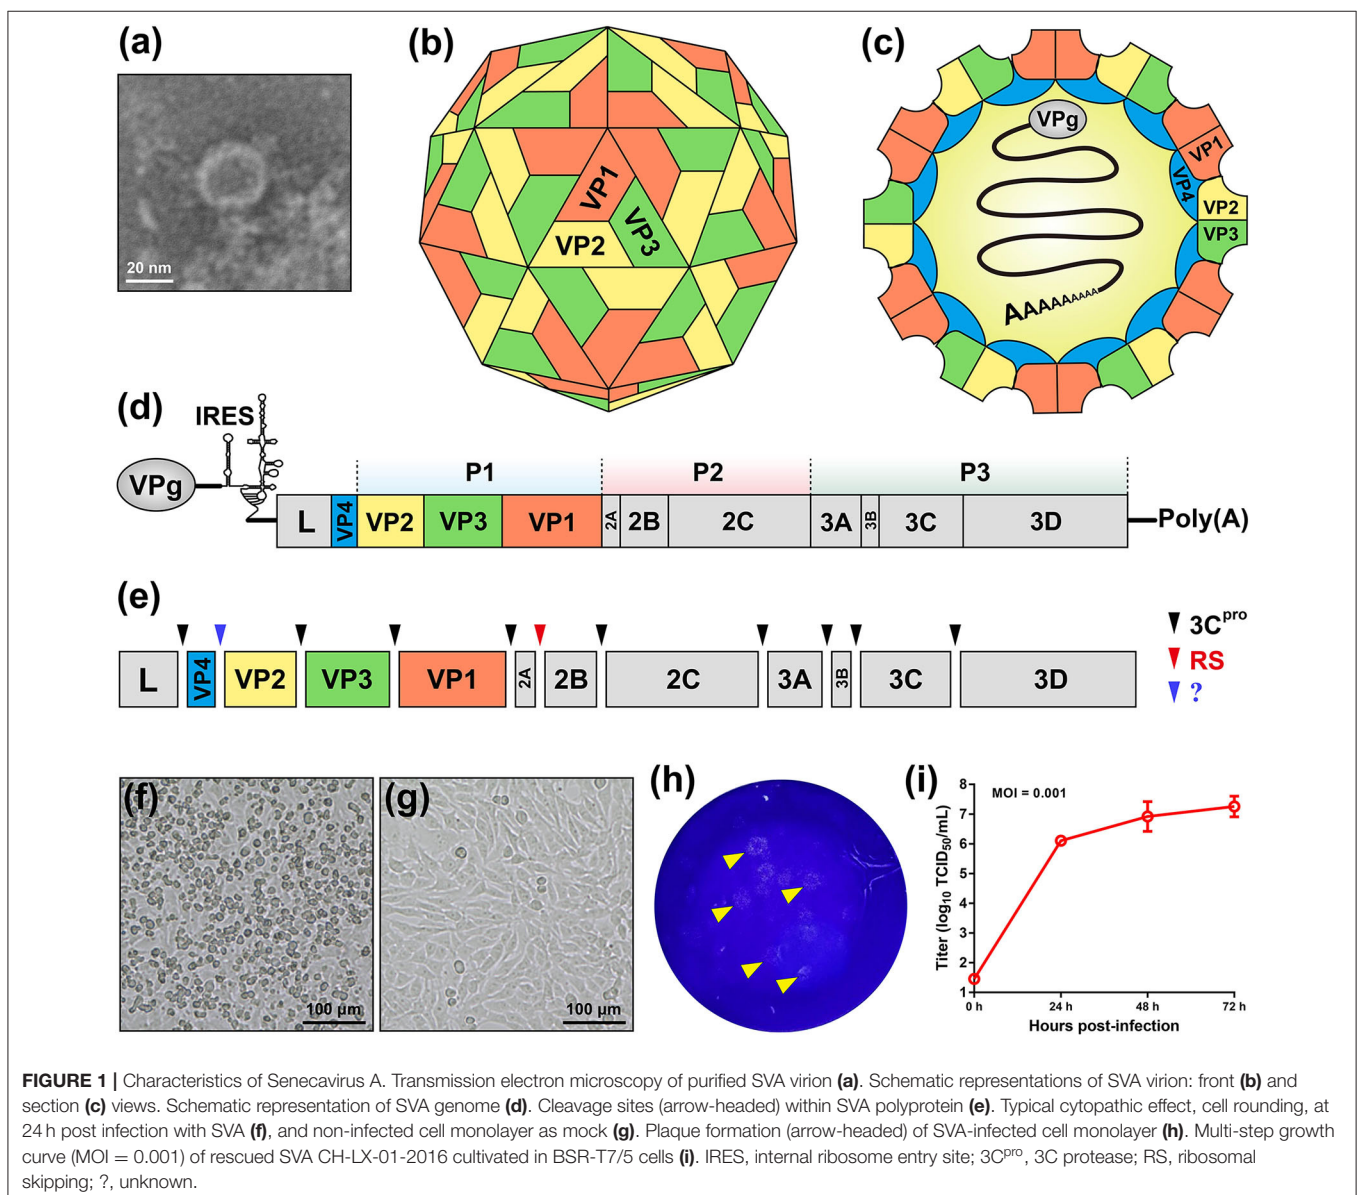 (a)
20 nm
(b)
VP1
VP2
VP3
(c)
VPg
VP1
VP4
VP2
VP3
AAAAAAAAA
(d)
IRES
VPg
P1 P2 P3
L VP4 VP2 VP3 VP1 2A 2B 2C 3A 3B 3C 3D
Poly(A)
(e)
L VP4 VP2 VP3 VP1 2A 2B 2C 3A 3B 3C 3D
3Cpro
RS
?
(f)
100 µm
(g)
100 µm
(h)
(i)
MOI = 0.001
Titer (log10 TCID50/mL)
8
7
6
5
4
3
2
1
0 h 24 h 48 h 72 h
Hours post-infection
FIGURE 1 | Characteristics of Senecavirus A. Transmission electron microscopy of purified SVA virion (a). Schematic representations of SVA virion: front (b) and
section (c) views. Schematic representation of SVA genome (d). Cleavage sites (arrow-headed) within SVA polyprotein (e). Typical cytopathic effect, cell rounding, at
24 h post infection with SVA (f), and non-infected cell monolayer as mock (g). Plaque formation (arrow-headed) of SVA-infected cell monolayer (h). Multi-step growth
curve (MOI = 0.001) of rescued SVA CH-LX-01-2016 cultivated in BSR-T7/5 cells (i). IRES, internal ribosome entry site; 3Cpro, 3C protease; RS, ribosomal
skipping; ?, unknown.